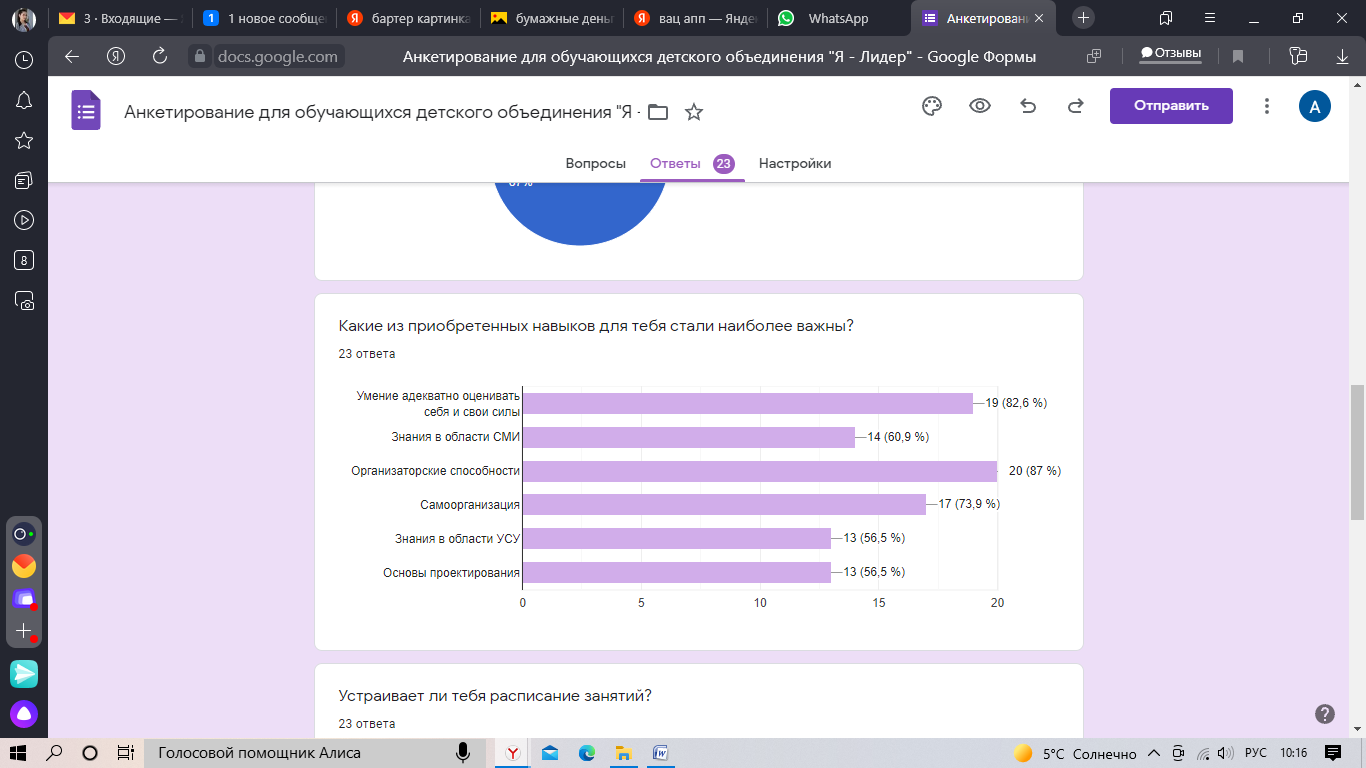 3 · Входящие —
1 новое сообще
бартер картинка
бумажные день
вац апп — Янде
WhatsApp
Анкетирован
docs.google.com
Анкетирование для обучающихся детского объединения "Я - Лидер" - Google Формы
Отзывы
Анкетирование для обучающихся детского объединения "Я -
Отправить
А
Вопросы
Ответы 23
Настройки
Какие из приобретенных навыков для тебя стали наиболее важны?
23 ответа
Умение адекватно оценивать
себя и свои силы
19 (82,6 %)
Знания в области СМИ
14 (60,9 %)
Организаторские способности
20 (87 %)
Самоорганизация
17 (73,9 %)
Знания в области УСУ
13 (56,5 %)
Основы проектирования
13 (56,5 %)
0 5 10 15 20
Устраивает ли тебя расписание занятий?
23 ответа
8
Голосовой помощник Алиса
5°C Солнечно
РУС
10:16